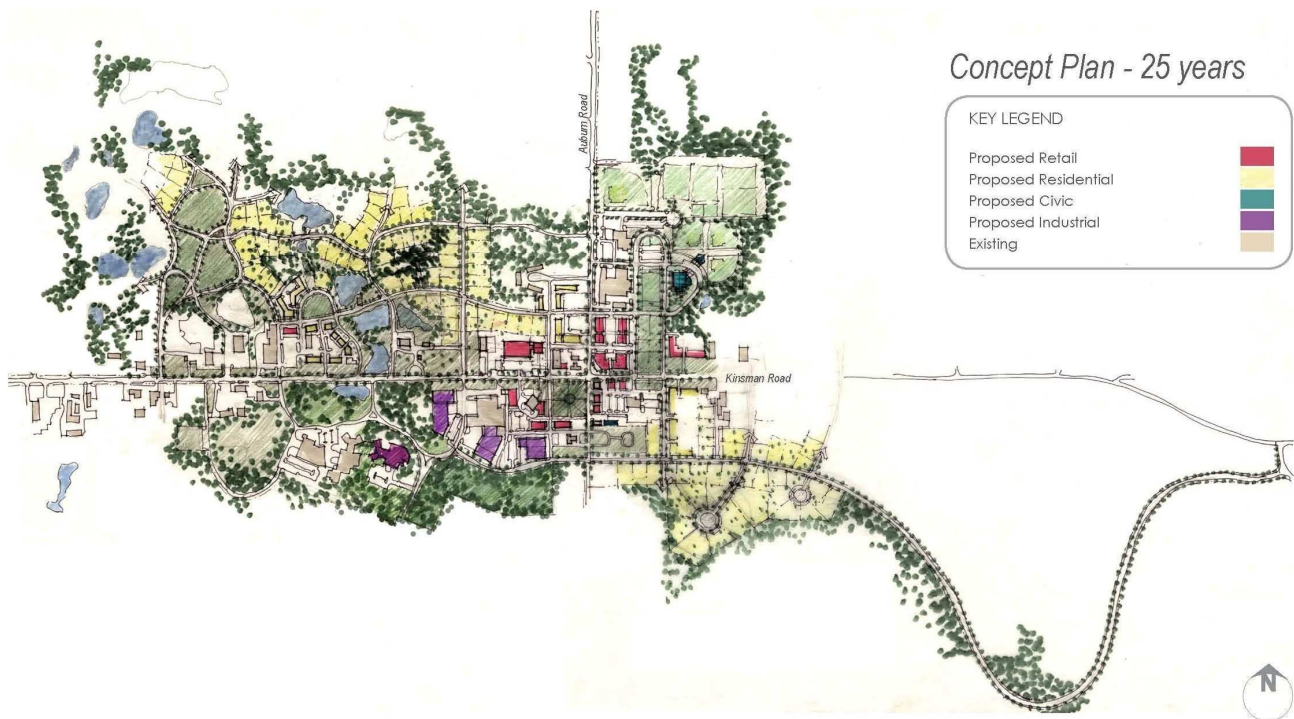 Concept Plan - 25 years
KEY LEGEND
Proposed Retail
Proposed Residential
Proposed Civic
Proposed Industrial
Existing
Auburn Road
Kinsman Road
N